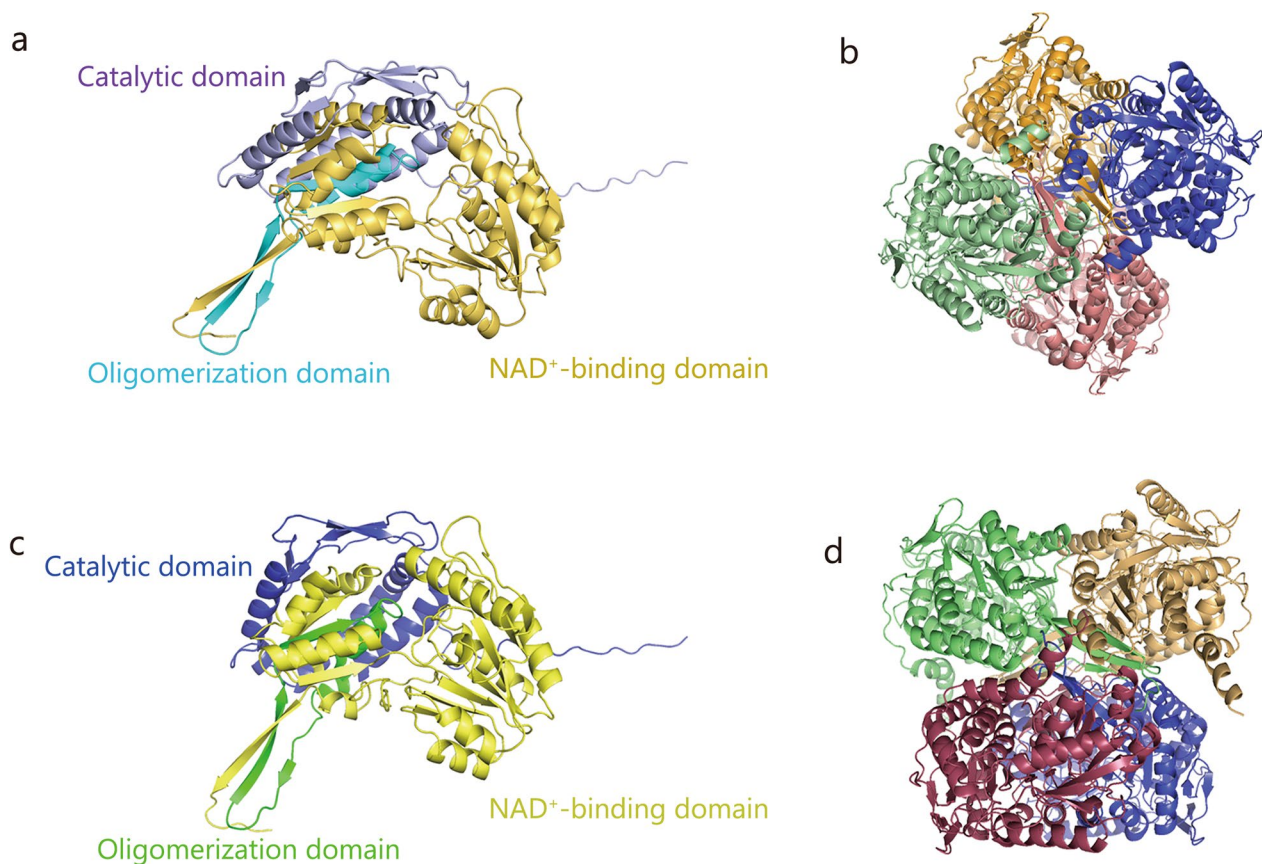 a
Catalytic domain
b
Oligomerization domain
NAD⁺-binding domain
c
Catalytic domain
d
NAD⁺-binding domain
Oligomerization domain